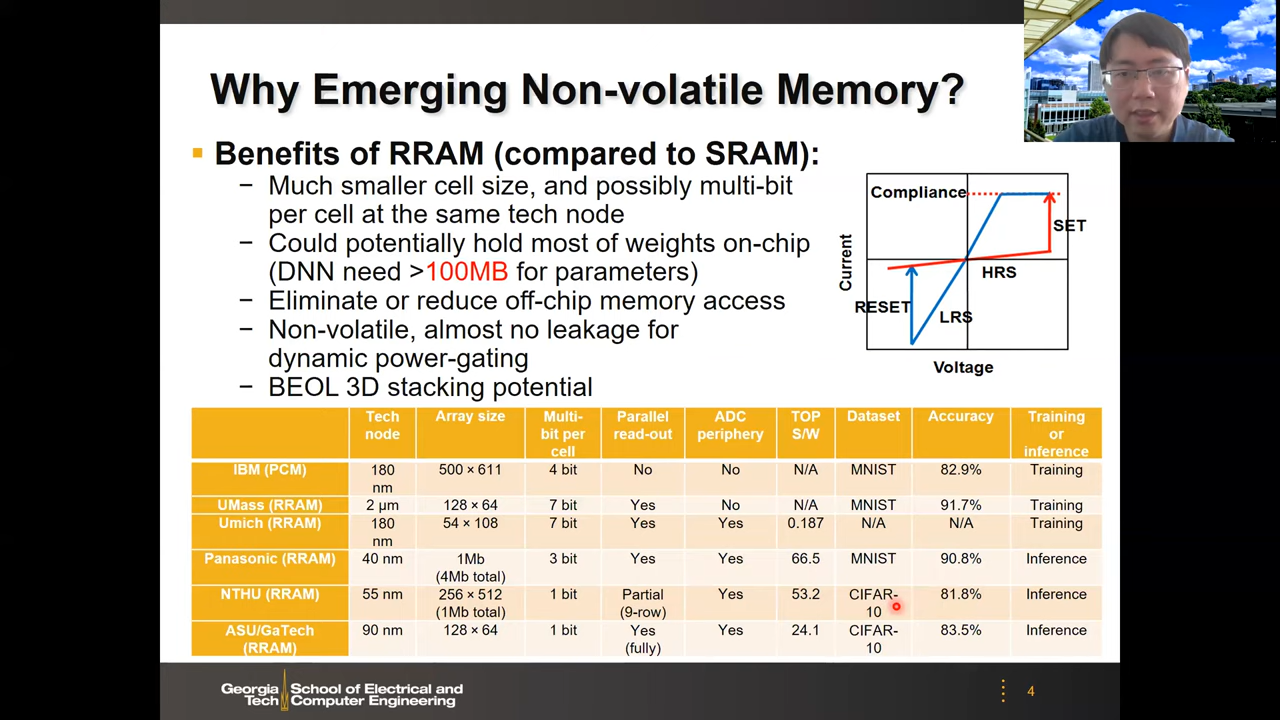 Why Emerging Non-volatile Memory?
▪ Benefits of RRAM (compared to SRAM):
− Much smaller cell size, and possibly multi-bit
per cell at the same tech node
− Could potentially hold most of weights on-chip
(DNN need >100MB for parameters)
− Eliminate or reduce off-chip memory access
− Non-volatile, almost no leakage for
dynamic power-gating
− BEOL 3D stacking potential
Compliance
SET
HRS
RESET
LRS
Current
Voltage
Tech node Array size Multi-bit per cell Parallel read-out ADC periphery TOPS/W Dataset Accuracy Training or inference
IBM (PCM) 180 nm 500 × 611 4 bit No No N/A MNIST 82.9% Training
UMass (RRAM) 2 μm 128 × 64 7 bit Yes No N/A MNIST 91.7% Training
Umich (RRAM) 180 nm 54 × 108 7 bit Yes Yes 0.187 N/A N/A Training
Panasonic (RRAM) 40 nm 1Mb (4Mb total) 3 bit Yes Yes 66.5 MNIST 90.8% Inference
NTHU (RRAM) 55 nm 256 × 512 (1Mb total) 1 bit Partial (9-row) Yes 53.2 CIFAR-10 81.8% Inference
ASU/GaTech (RRAM) 90 nm 128 × 64 1 bit Yes (fully) Yes 24.1 CIFAR-10 83.5% Inference
Georgia Tech School of Electrical and
Computer Engineering
4